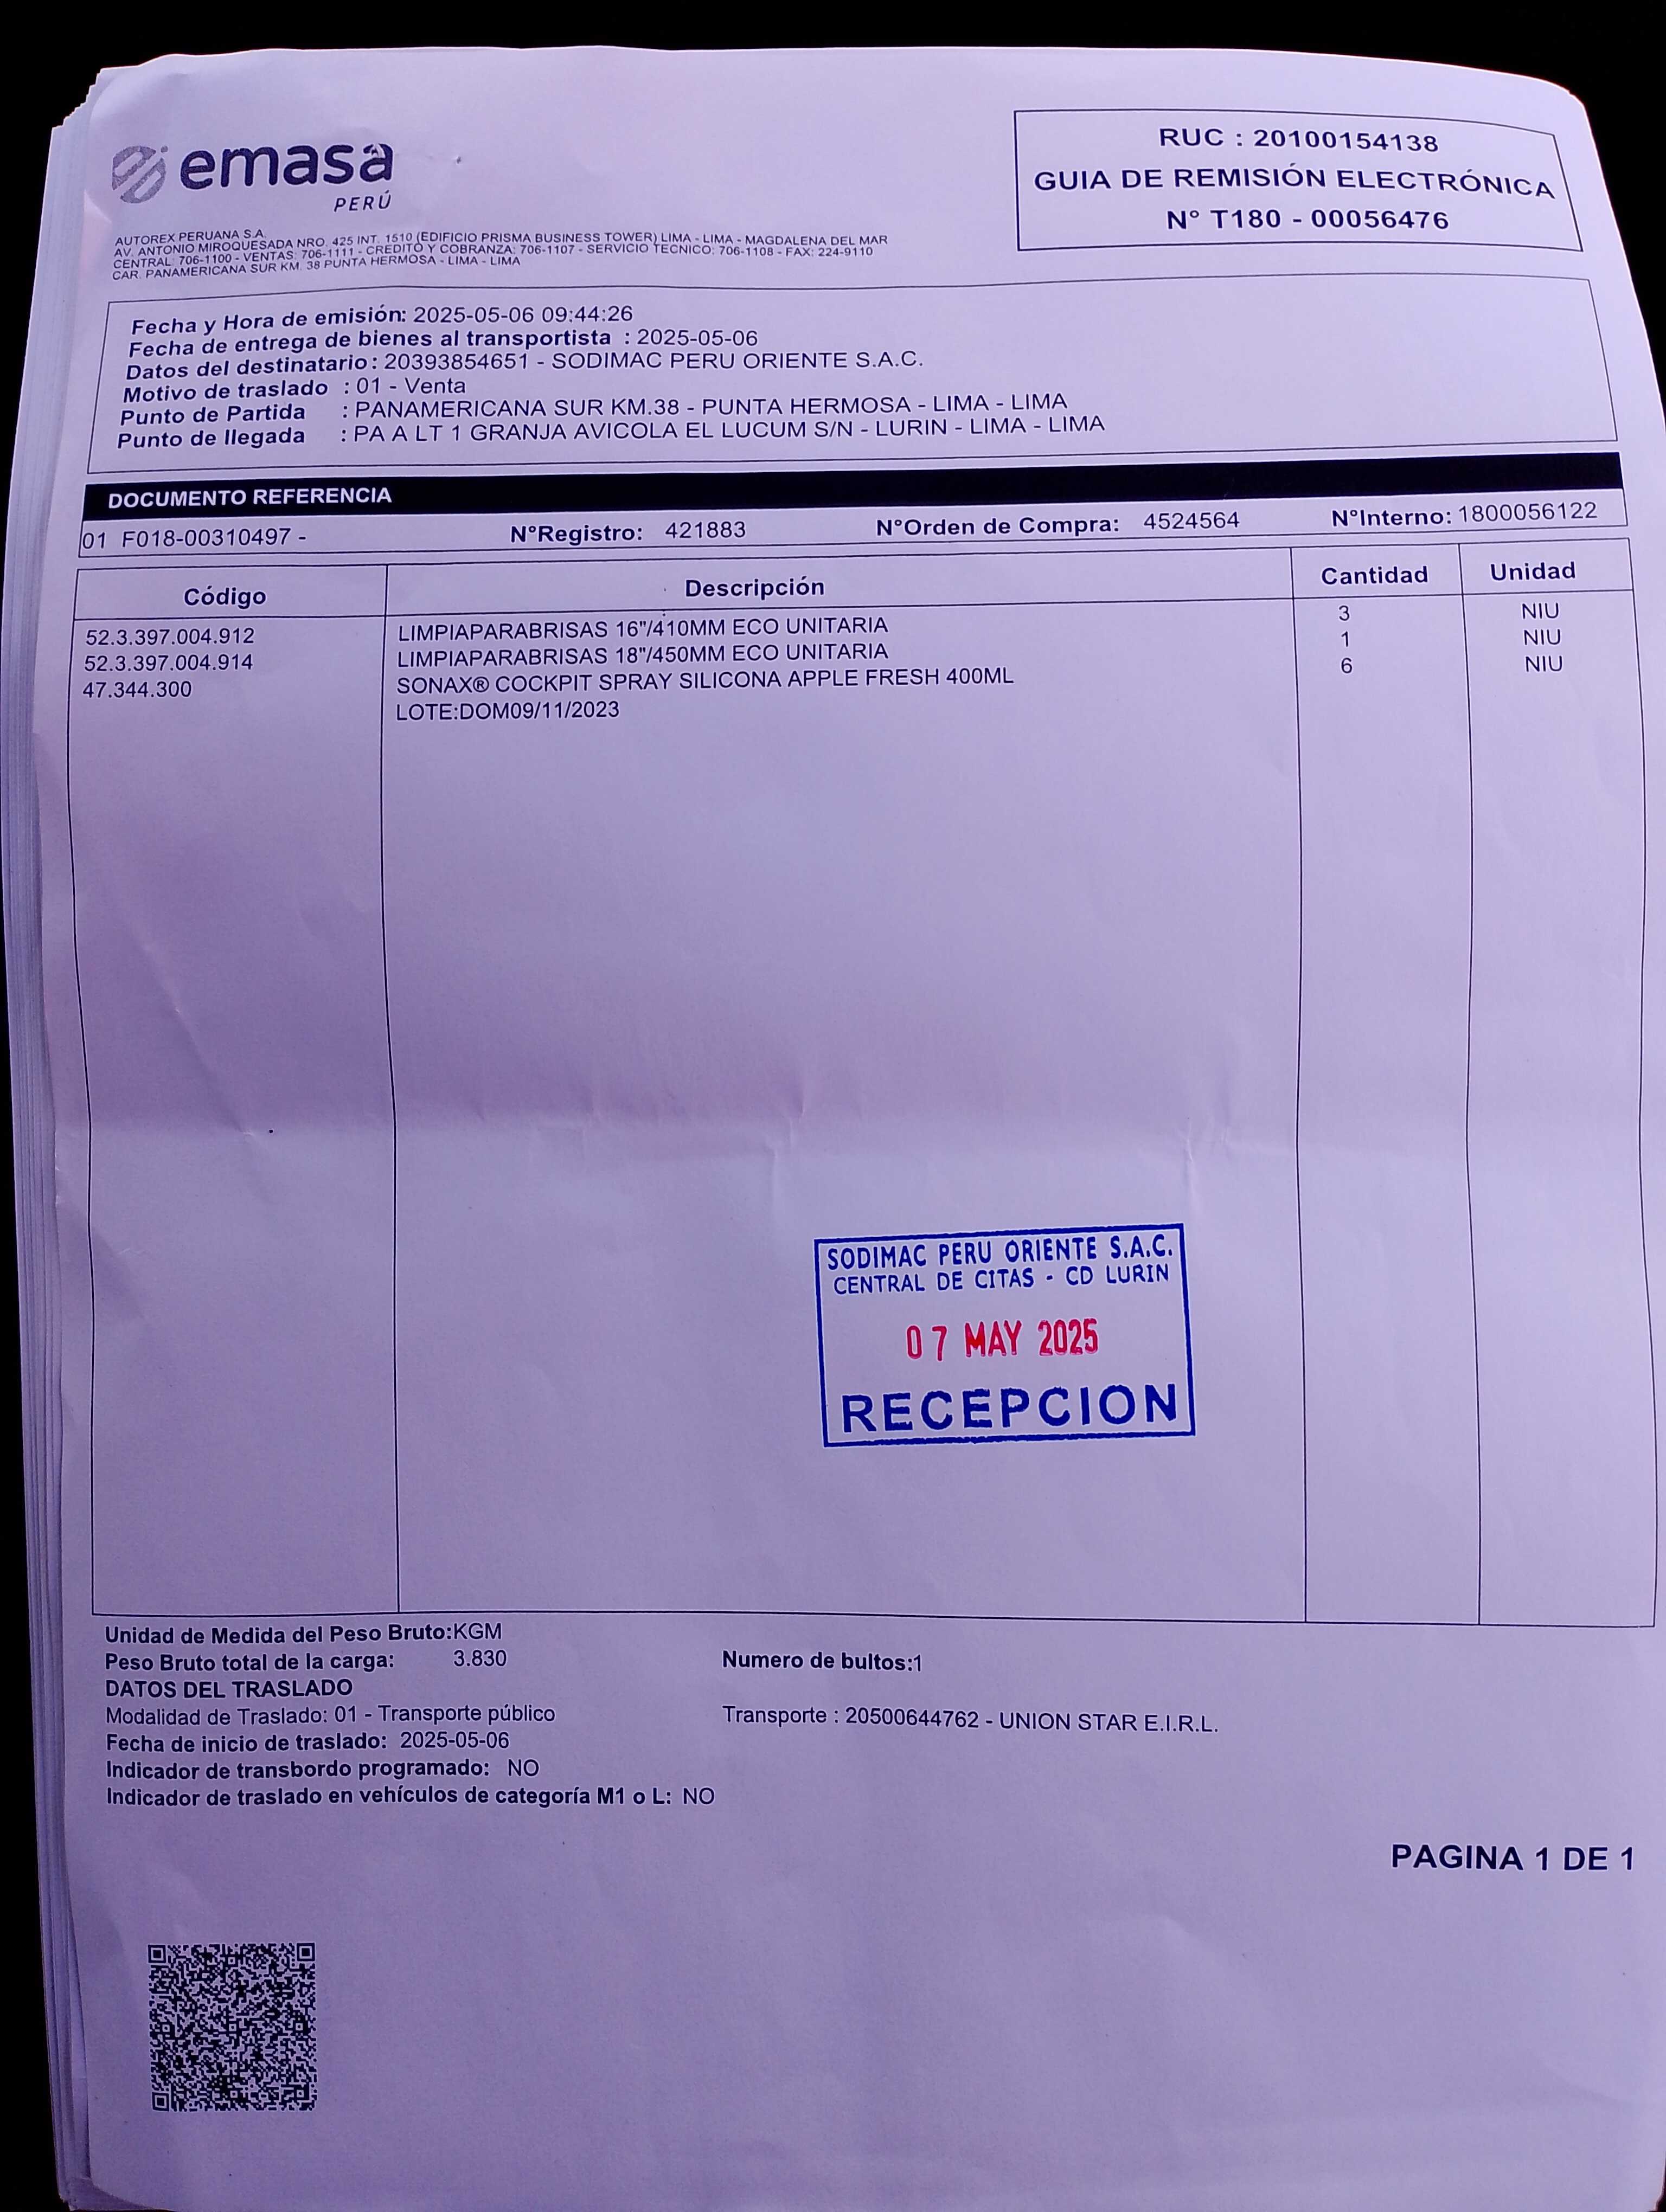 emasa
PERÚ
RUC : 20100154138
GUIA DE REMISIÓN ELECTRÓNICA
N° T180 - 00056476
AUTOREX PERUANA S.A.
AV. ANTONIO MIROQUESADA NRO. 425 INT. 1510 (EDIFICIO PRISMA BUSINESS TOWER) LIMA - LIMA - MAGDALENA DEL MAR
CENTRAL: 706-1100 - VENTAS: 706-1111 - CREDITO Y COBRANZA: 706-1107 - SERVICIO TECNICO: 706-1108 - FAX: 224-9110
CAR. PANAMERICANA SUR KM. 38 PUNTA HERMOSA - LIMA - LIMA
Fecha y Hora de emisión: 2025-05-06 09:44:26
Fecha de entrega de bienes al transportista : 2025-05-06
Datos del destinatario : 20393854651 - SODIMAC PERU ORIENTE S.A.C.
Motivo de traslado : 01 - Venta
Punto de Partida : PANAMERICANA SUR KM.38 - PUNTA HERMOSA - LIMA - LIMA
Punto de llegada : PA A LT 1 GRANJA AVICOLA EL LUCUM S/N - LURIN - LIMA - LIMA
DOCUMENTO REFERENCIA
01 F018-00310497 - N°Registro: 421883 N°Orden de Compra: 4524564 N°Interno: 1800056122
Código Descripción Cantidad Unidad
52.3.397.004.912 LIMPIAPARABRISAS 16"/410MM ECO UNITARIA 3 NIU
52.3.397.004.914 LIMPIAPARABRISAS 18"/450MM ECO UNITARIA 1 NIU
47.344.300 SONAX® COCKPIT SPRAY SILICONA APPLE FRESH 400ML 6 NIU
LOTE:DOM09/11/2023
SODIMAC PERU ORIENTE S.A.C.
CENTRAL DE CITAS - CD LURIN
07 MAY 2025
RECEPCION
Unidad de Medida del Peso Bruto:KGM
Peso Bruto total de la carga: 3.830 Numero de bultos:1
DATOS DEL TRASLADO
Modalidad de Traslado: 01 - Transporte público Transporte : 20500644762 - UNION STAR E.I.R.L.
Fecha de inicio de traslado: 2025-05-06
Indicador de transbordo programado: NO
Indicador de traslado en vehículos de categoría M1 o L: NO
PAGINA 1 DE 1